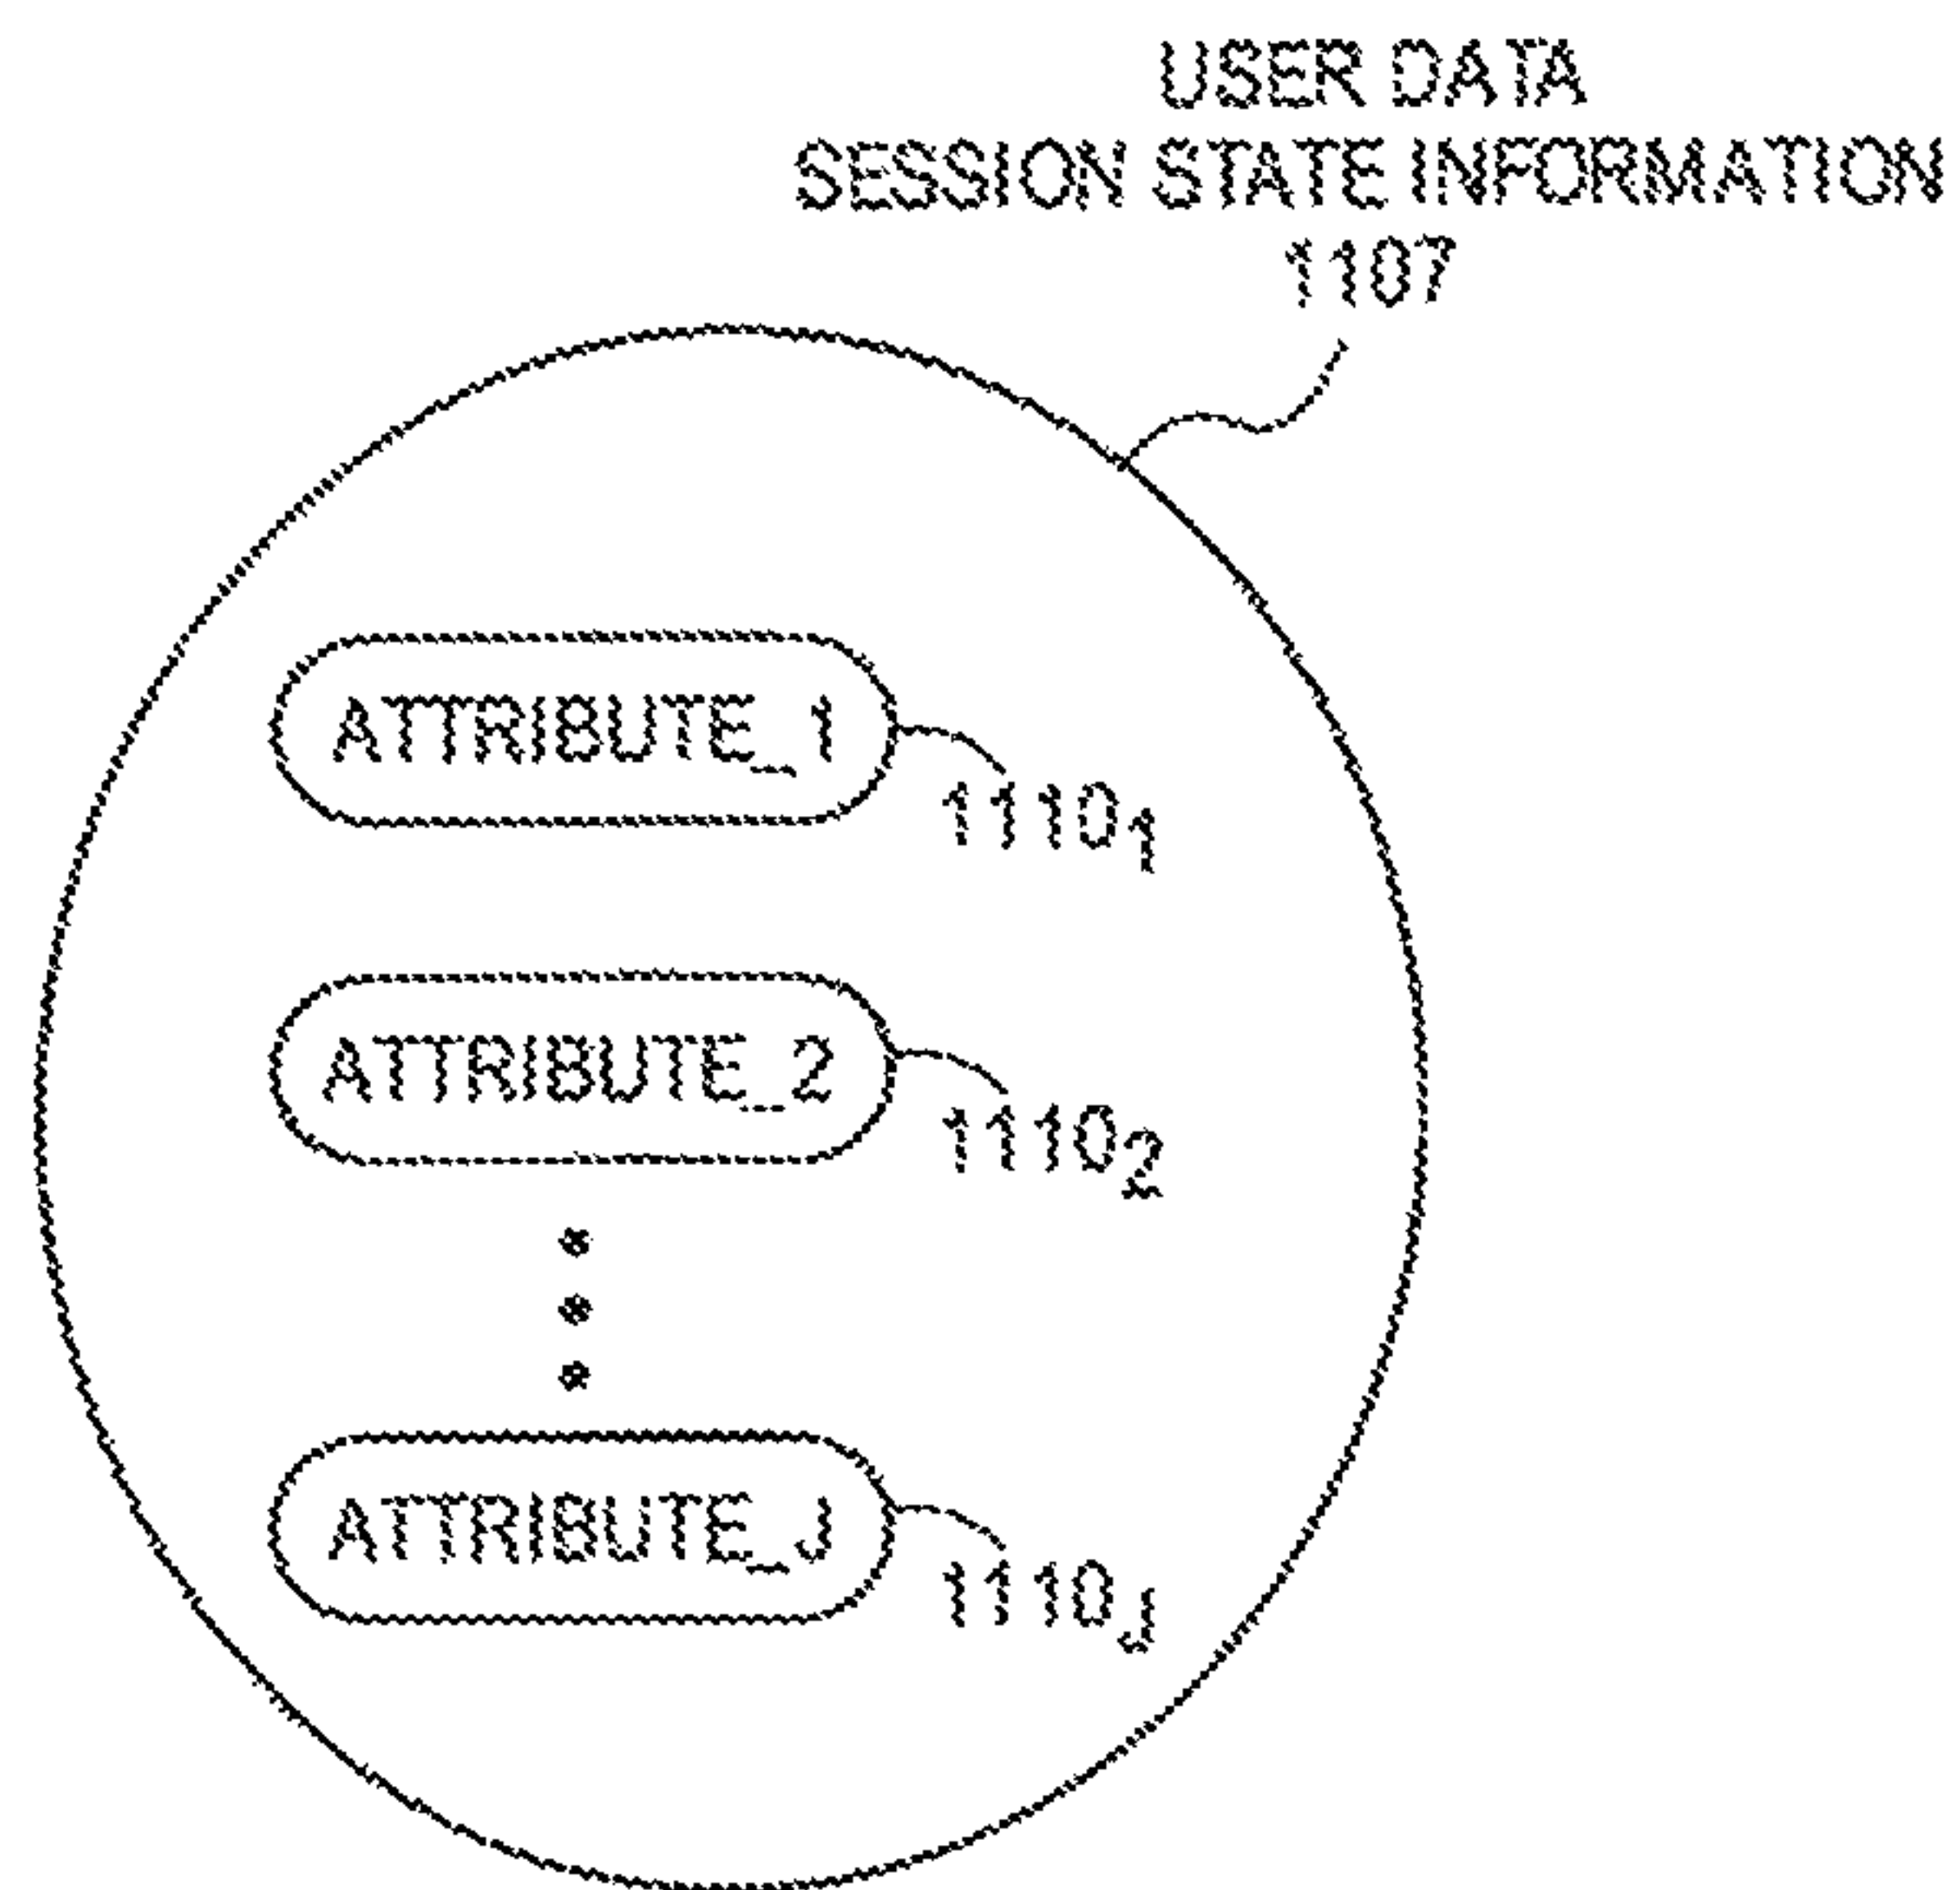 USER DATA
SESSION STATE INFORMATION
1107
ATTRIBUTE_1
1110₁
ATTRIBUTE_2
1110₂
ATTRIBUTE_J
1110J